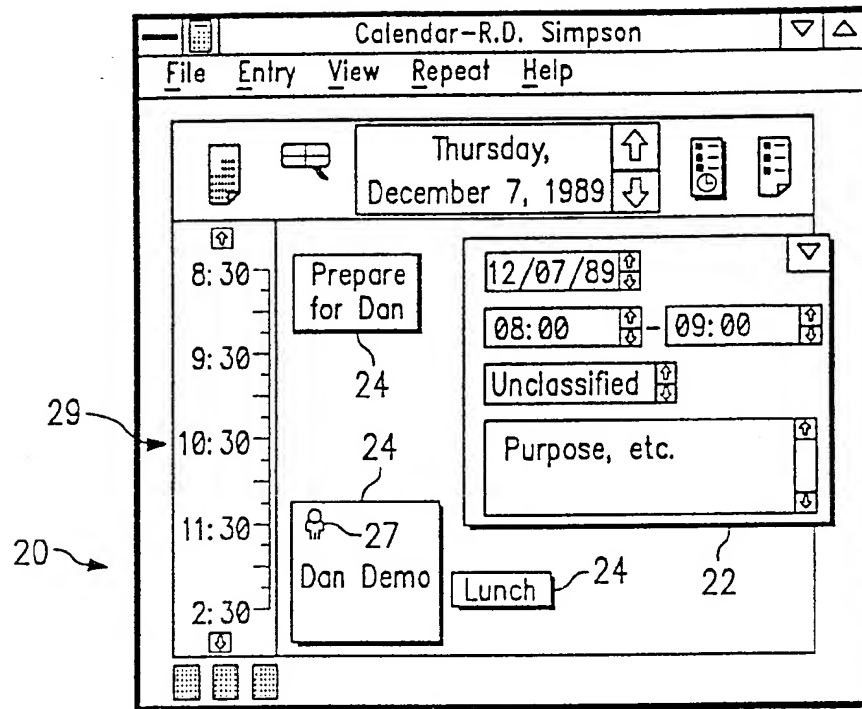 Calendar-R.D. Simpson
File Entry View Repeat Help
Thursday,
December 7, 1989
8:30
9:30
10:30
11:30
2:30
Prepare
for Dan
24
12/07/89
08:00 - 09:00
Unclassified
Purpose, etc.
24
27
Dan Demo
Lunch
24
22
29
20